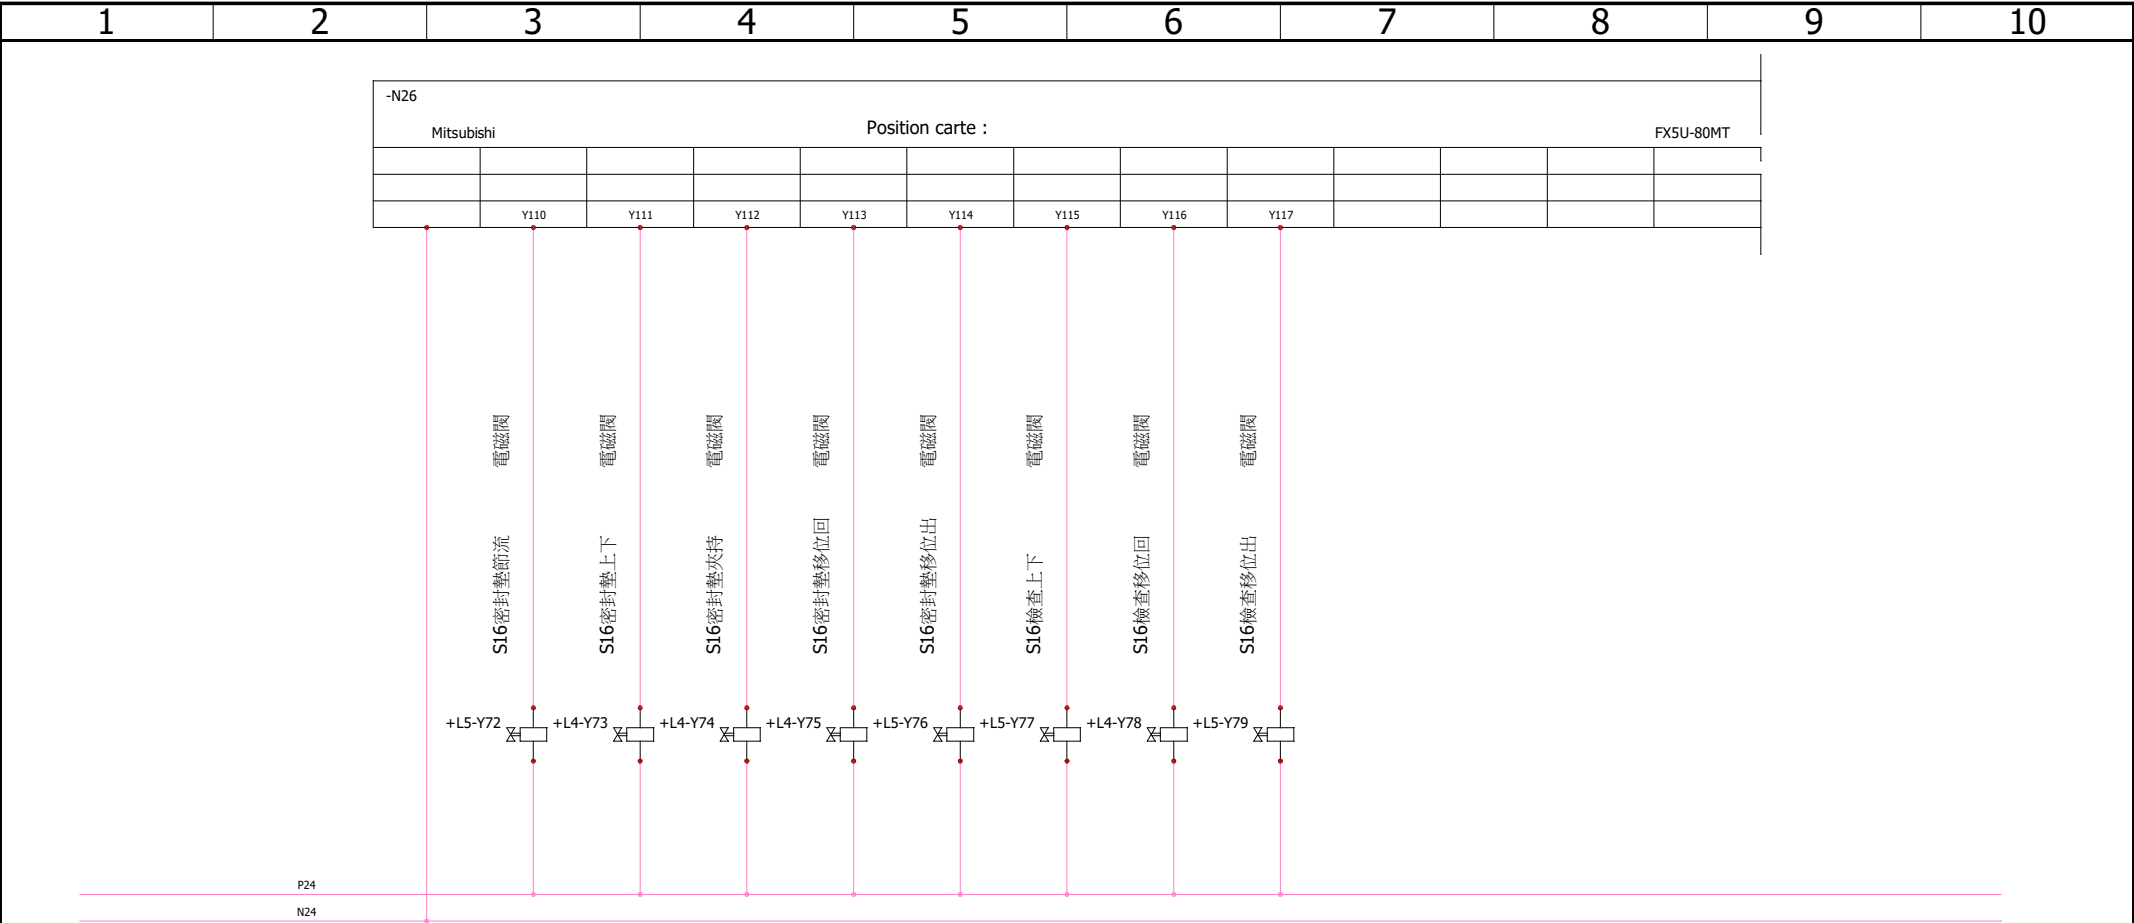 1 2 3 4 5 6 7 8 9 10
-N26
Mitsubishi Position carte : FX5U-80MT
Y110 Y111 Y112 Y113 Y114 Y115 Y116 Y117
S16密封墊節流 電磁閥
S16密封墊上下 電磁閥
S16密封墊夾持 電磁閥
S16密封墊移位回 電磁閥
S16密封墊移位出 電磁閥
S16檢查上下 電磁閥
S16檢查移位回 電磁閥
S16檢查移位出 電磁閥
+L5-Y72 +L4-Y73 +L4-Y74 +L4-Y75 +L5-Y76 +L5-Y77 +L4-Y78 +L5-Y79
P24
N24